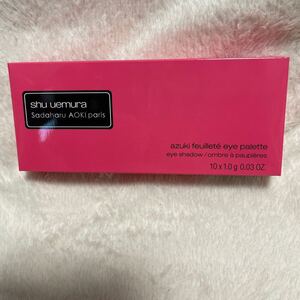 shu uemura
Sadaharu AOKI paris
azuki feuilleté eye palette
eye shadow / ombre à paupières
10 x 1.0 g 0.03 OZ.